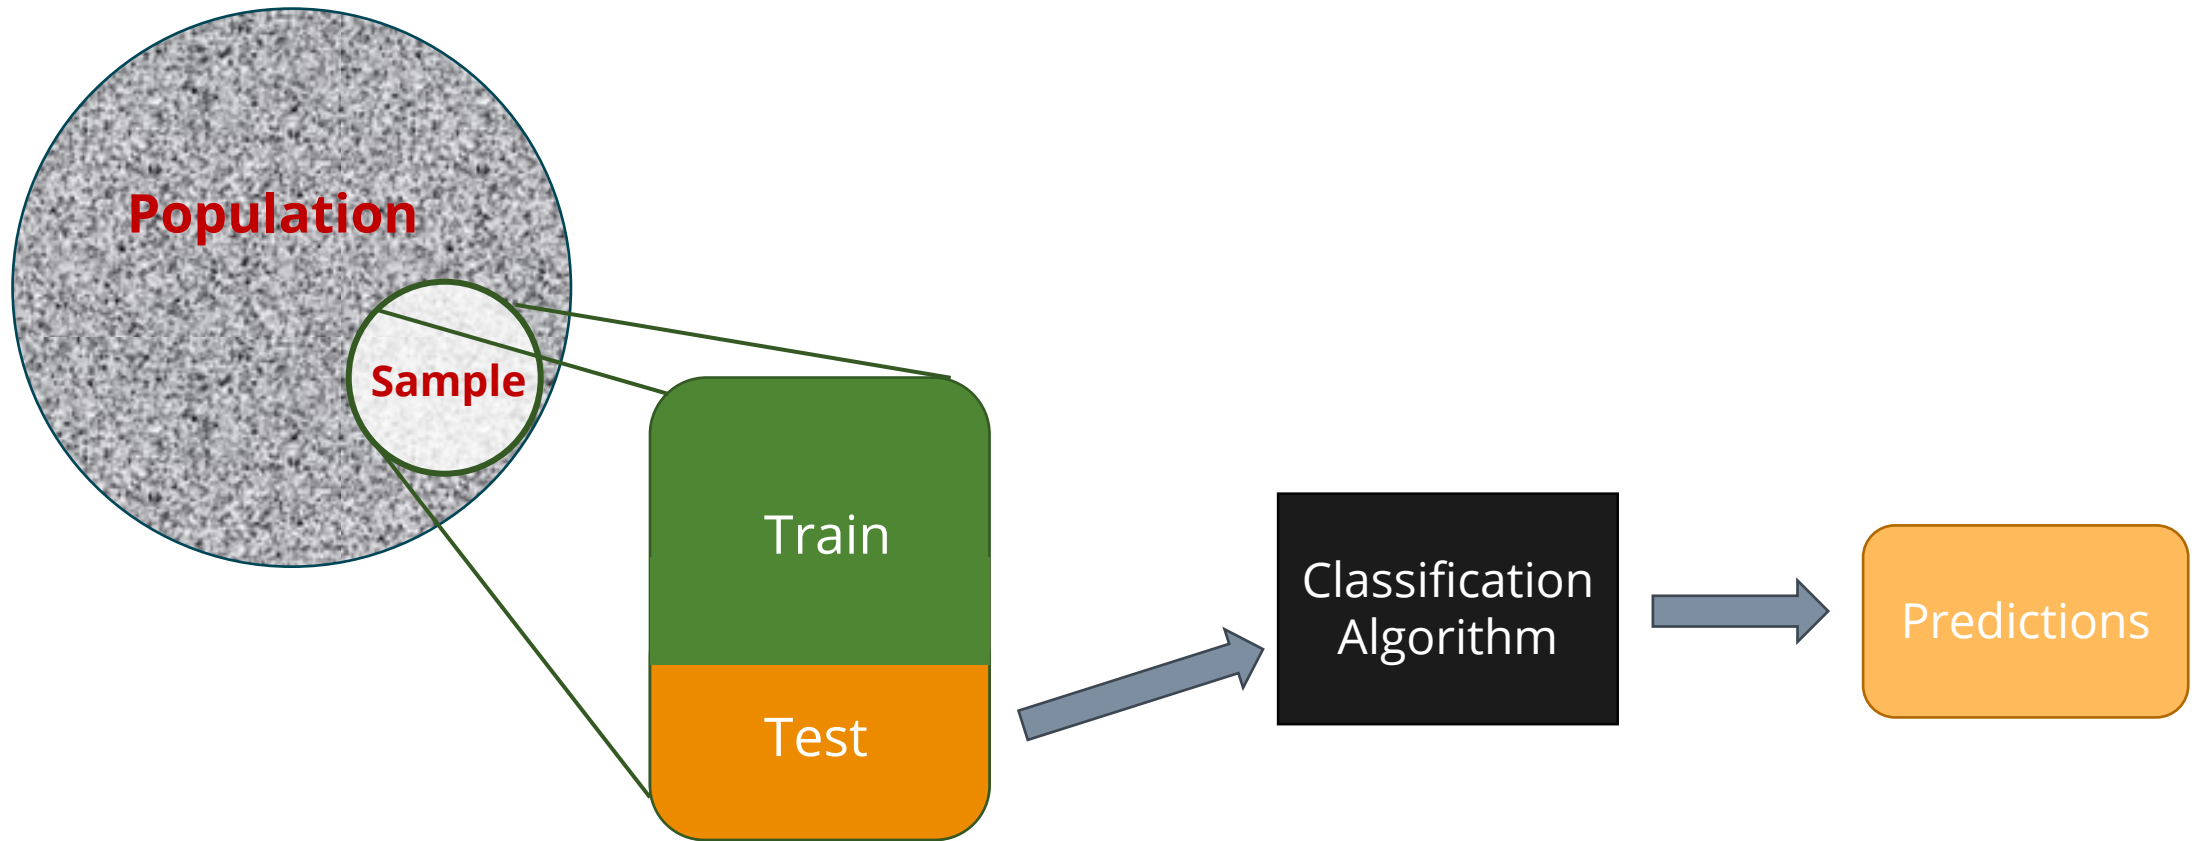 Population
Sample
Train
Test
Classification
Algorithm
Predictions